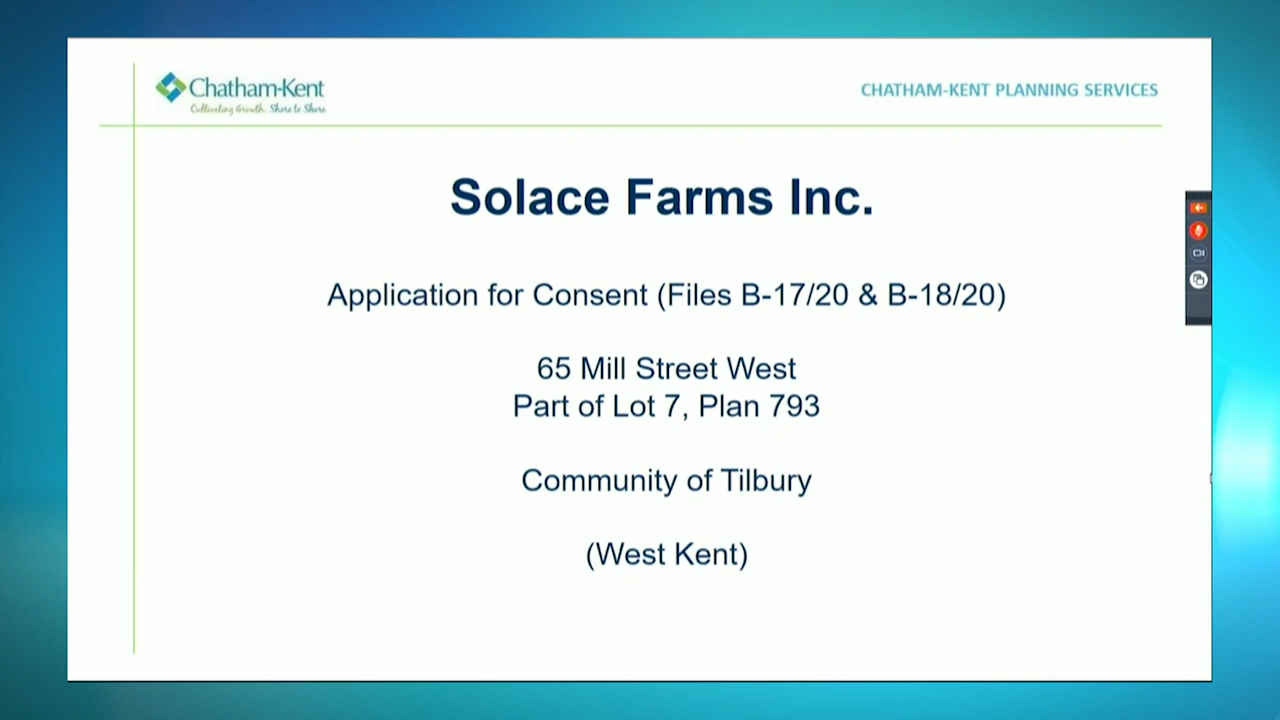 Chatham-Kent
Cultivating Growth. Shore to Shore
CHATHAM-KENT PLANNING SERVICES
Solace Farms Inc.
Application for Consent (Files B-17/20 & B-18/20)
65 Mill Street West
Part of Lot 7, Plan 793
Community of Tilbury
(West Kent)